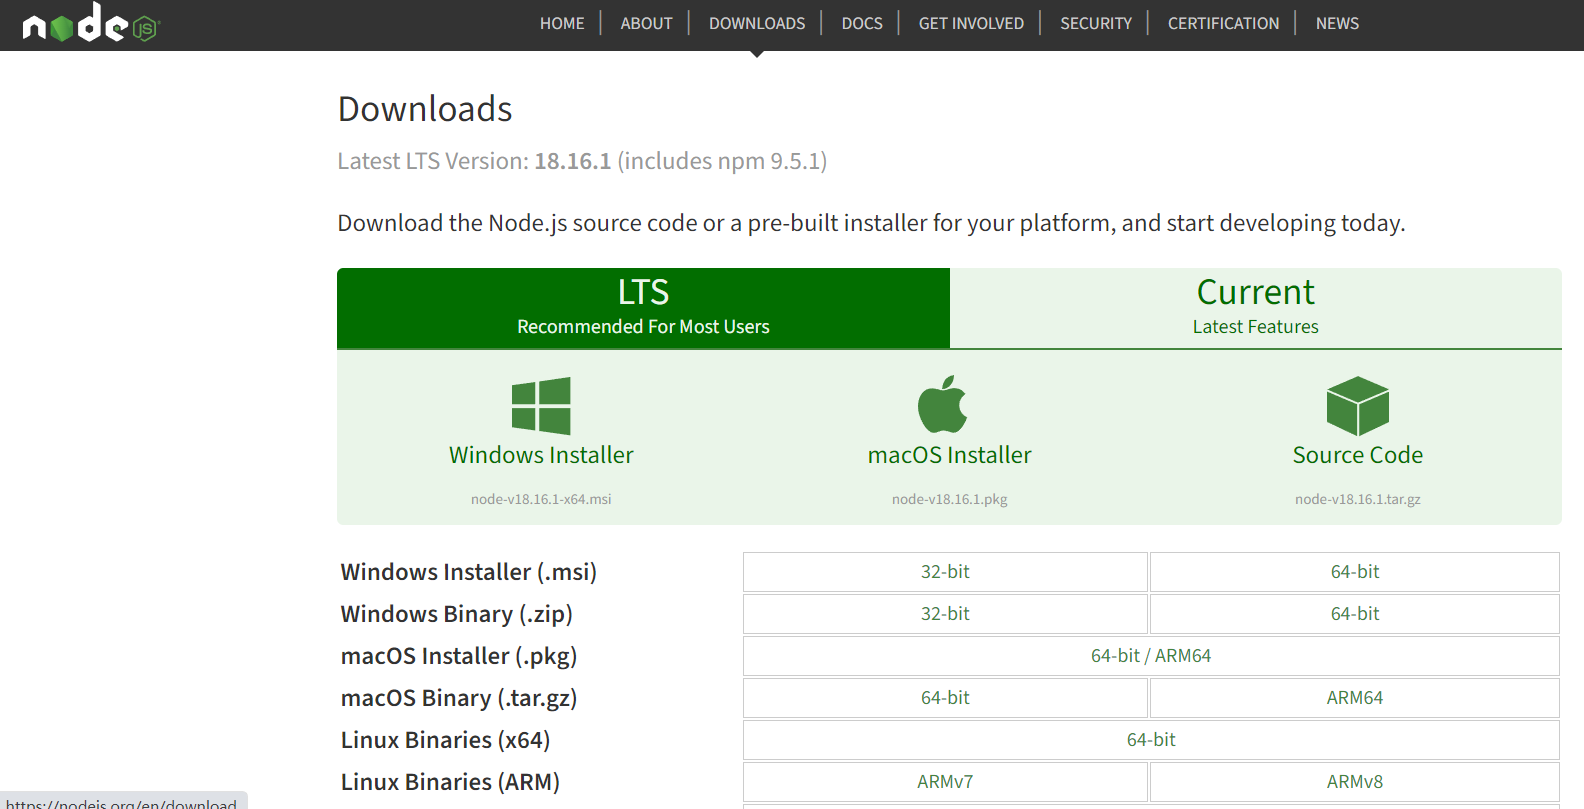 node JS
HOME ABOUT DOWNLOADS DOCS GET INVOLVED SECURITY CERTIFICATION NEWS
Downloads
Latest LTS Version: 18.16.1 (includes npm 9.5.1)
Download the Node.js source code or a pre-built installer for your platform, and start developing today.
LTS
Recommended For Most Users
Current
Latest Features
Windows Installer
node-v18.16.1-x64.msi
macOS Installer
node-v18.16.1.pkg
Source Code
node-v18.16.1.tar.gz
Windows Installer (.msi) 32-bit 64-bit
Windows Binary (.zip) 32-bit 64-bit
macOS Installer (.pkg) 64-bit / ARM64
macOS Binary (.tar.gz) 64-bit ARM64
Linux Binaries (x64) 64-bit
Linux Binaries (ARM) ARMv7 ARMv8
https://nodejs.org/en/download